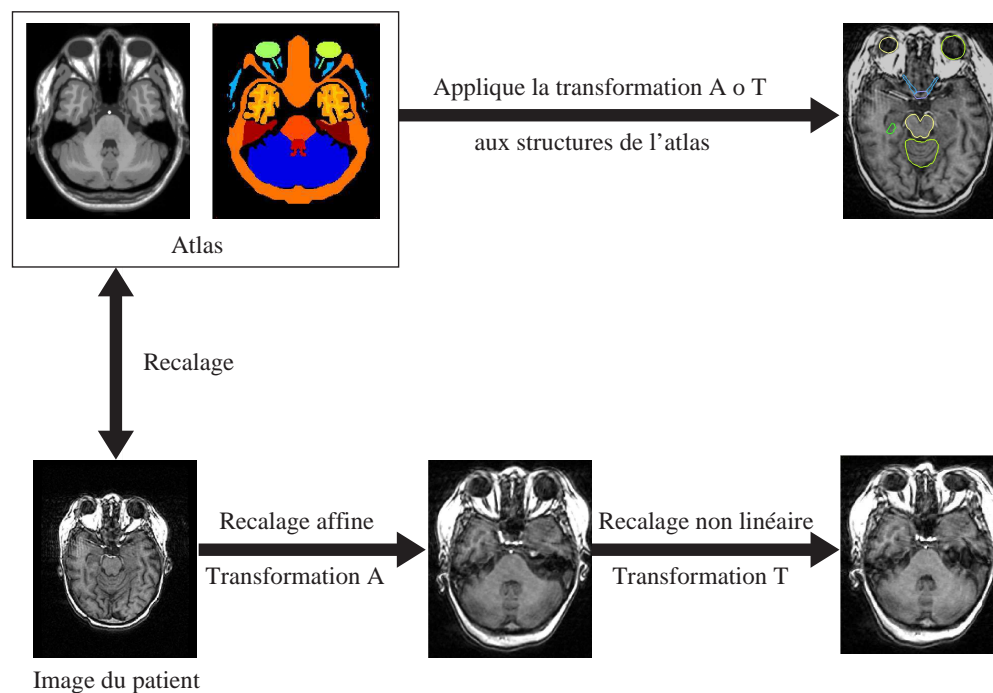 Applique la transformation A o T
aux structures de l’atlas
Atlas
Recalage
Recalage affine
Transformation A
Recalage non linéaire
Transformation T
Image du patient